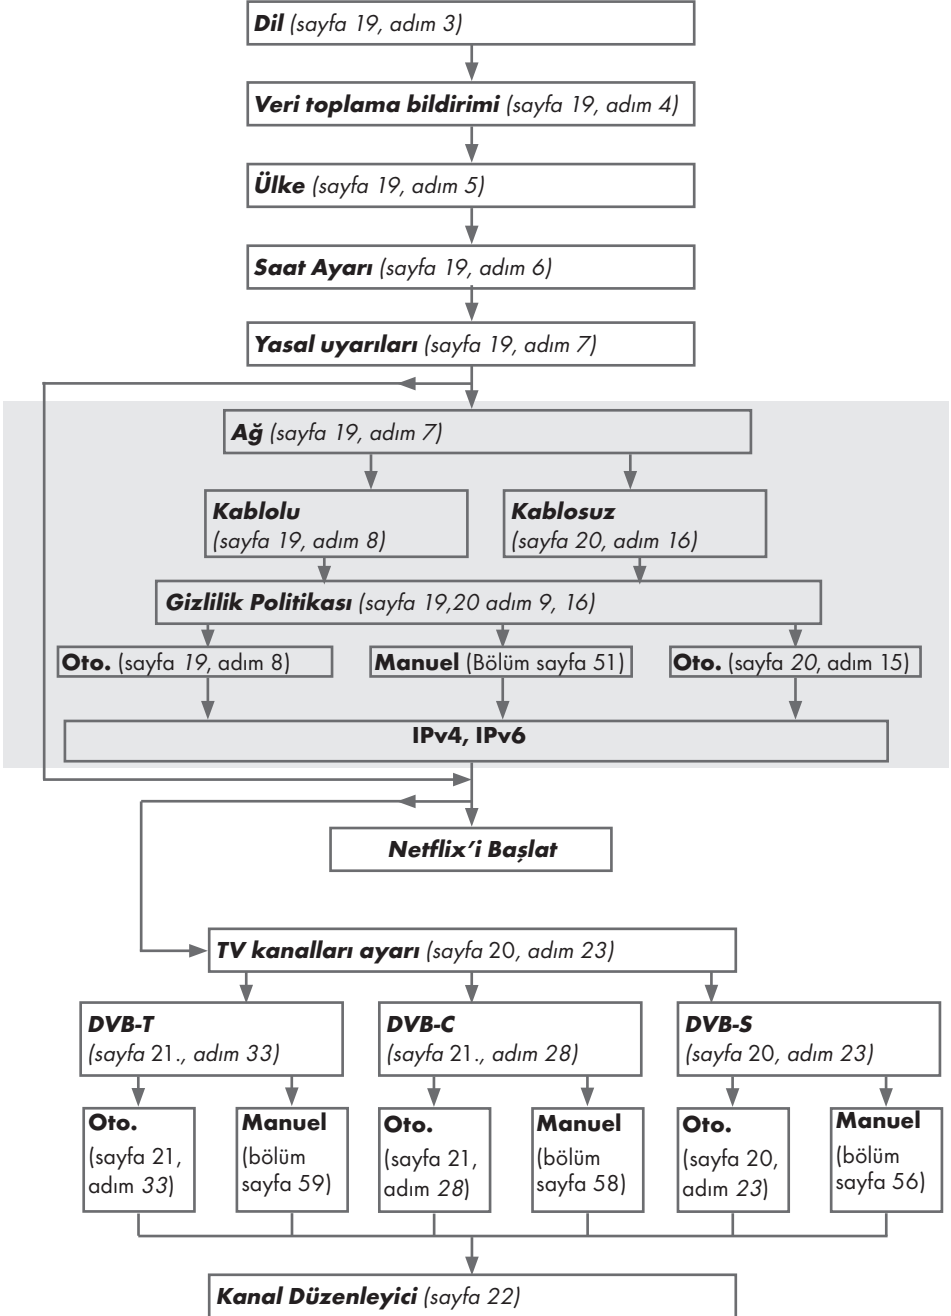 Dil (sayfa 19, adım 3)
Veri toplama bildirimi (sayfa 19, adım 4)
Ülke (sayfa 19, adım 5)
Saat Ayarı (sayfa 19, adım 6)
Yasal uyarıları (sayfa 19, adım 7)
Ağ (sayfa 19, adım 7)
Kablolu
(sayfa 19, adım 8)
Kablosuz
(sayfa 20, adım 16)
Gizlilik Politikası (sayfa 19,20 adım 9, 16)
Oto. (sayfa 19, adım 8)
Manuel (Bölüm sayfa 51)
Oto. (sayfa 20, adım 15)
IPv4, IPv6
Netflix’i Başlat
TV kanalları ayarı (sayfa 20, adım 23)
DVB-T
(sayfa 21., adım 33)
DVB-C
(sayfa 21., adım 28)
DVB-S
(sayfa 20, adım 23)
Oto.
(sayfa 21,
adım 33)
Manuel
(bölüm
sayfa 59)
Oto.
(sayfa 21,
adım 28)
Manuel
(bölüm
sayfa 58)
Oto.
(sayfa 20,
adım 23)
Manuel
(bölüm
sayfa 56)
Kanal Düzenleyici (sayfa 22)